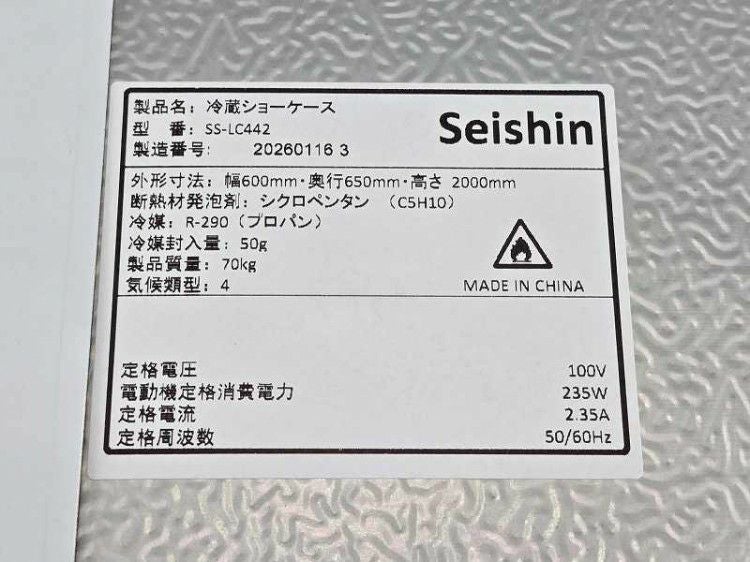 製品名：冷蔵ショーケース
型　番：SS-LC442
製造番号：　20260116 3
Seishin
外形寸法：幅600mm・奥行650mm・高さ 2000mm
断熱材発泡剤：シクロペンタン　（C5H10）
冷媒：R-290（プロパン）
冷媒封入量：50g
製品質量：70kg
気候類型：4
MADE IN CHINA
定格電圧　100V
電動機定格消費電力　235W
定格電流　2.35A
定格周波数　50/60Hz